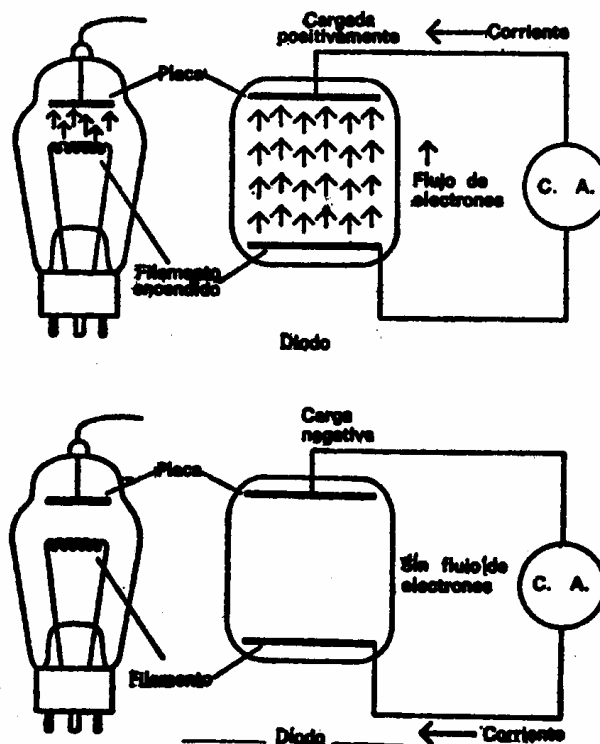 Cargada
positivamente
Corriente
Placa
C. A.
Flujo de
electrones
Filamento
encendido
Diodo
Carga
negativa
Placa
Sin flujo de
electrones
C. A.
Filamento
Diodo
Corriente